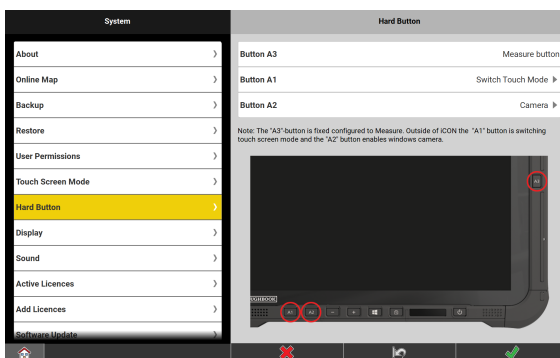 System
Hard Button
About
Online Map
Backup
Restore
User Permissions
Touch Screen Mode
Hard Button
Display
Sound
Active Licences
Add Licences
Software Update
Button A3 Measure button
Button A1 Switch Touch Mode
Button A2 Camera
Note: The "A3"-button is fixed configured to Measure. Outside of iCON the "A1" button is switching
touch screen mode and the "A2" button enables windows camera.
A3
UGHBOOK
A1 A2 − +